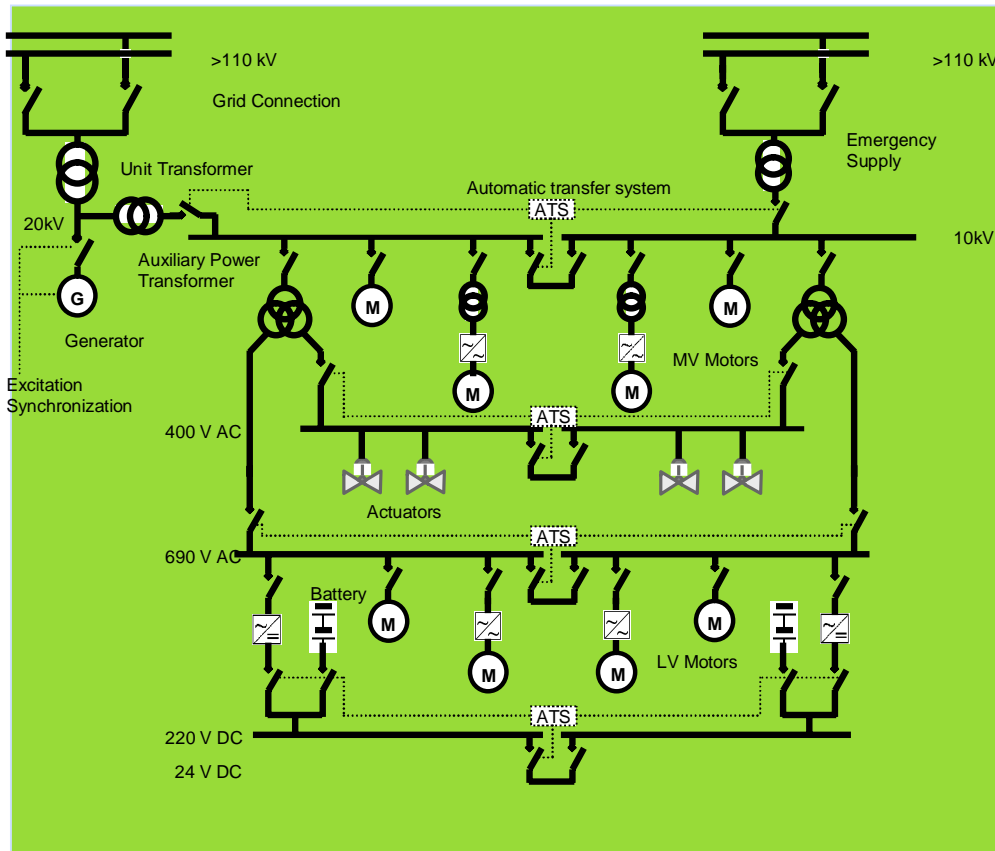 >110 kV
>110 kV
Grid Connection
Emergency
Supply
Unit Transformer
Automatic transfer system
ATS
20kV
10kV
Auxiliary Power
Transformer
M
M
G
~
~
~
~
Generator
MV Motors
M
M
Excitation
Synchronization
ATS
400 V AC
Actuators
ATS
690 V AC
Battery
~
=
M
~
~
~
~
M
~
=
M
M
LV Motors
ATS
220 V DC
24 V DC